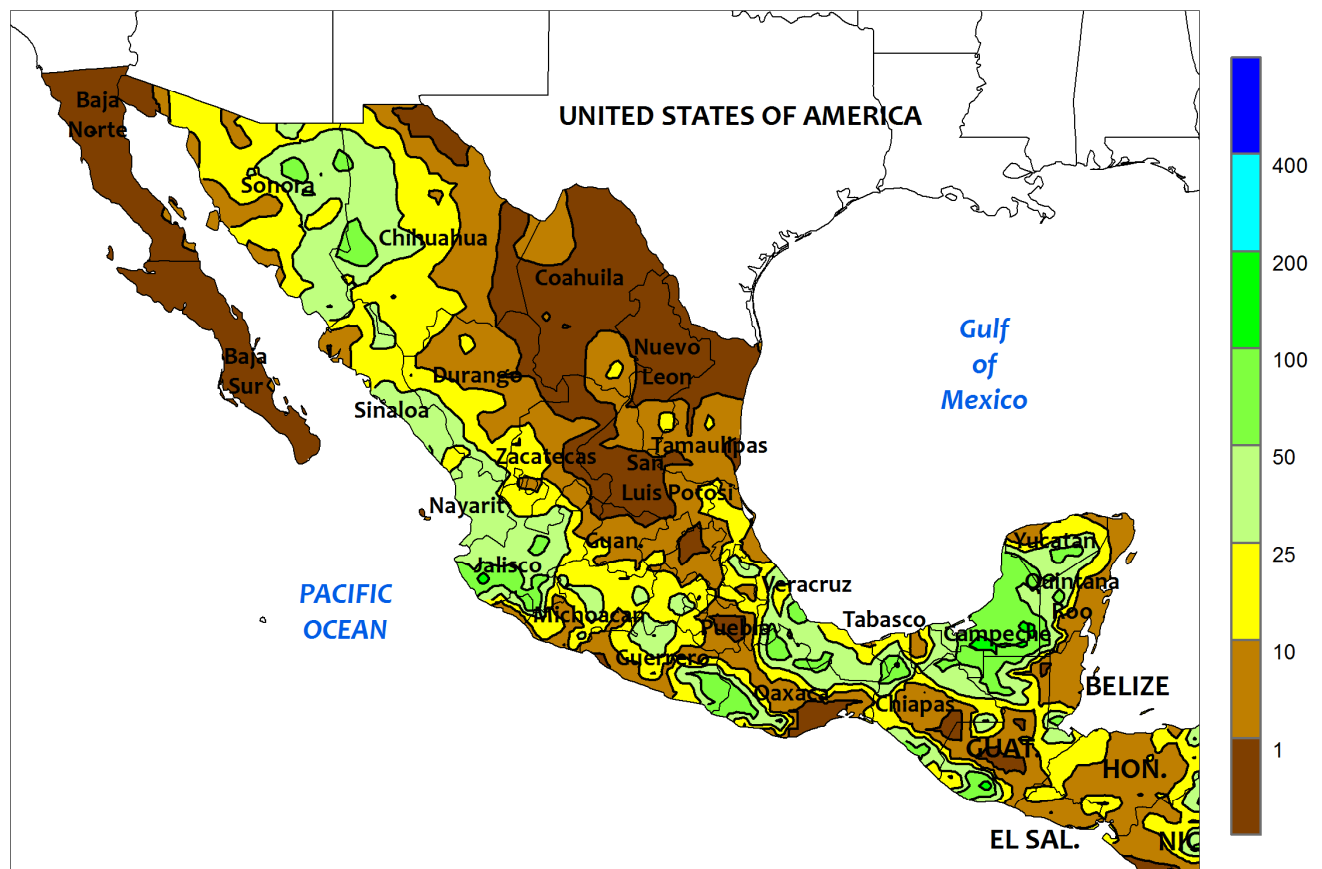 Baja
Norte
UNITED STATES OF AMERICA
Sonora
Chihuahua
Coahuila
Gulf
of
Mexico
Nuevo
Leon
Baja
Sur
Durango
Sinaloa
Tamaulipas
Zacatecas
San
Luis Potosi
Nayarit
Guan.
Yucatan
Jalisco
Veracruz
Quintana
Roo
PACIFIC
OCEAN
Michoacan
Puebla
Tabasco
Campeche
Guerrero
Oaxaca
Chiapas
BELIZE
GUAT.
HON.
EL SAL.
NIC
400
200
100
50
25
10
1